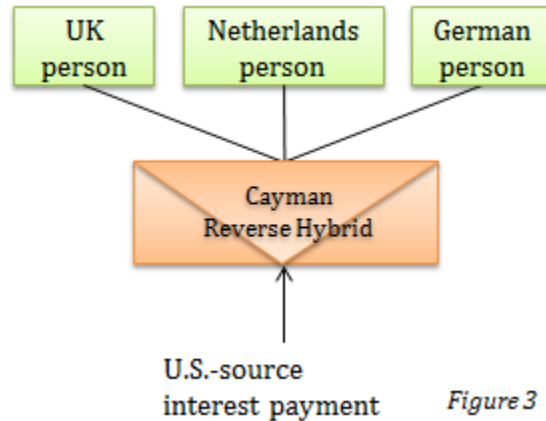 UK
person
Netherlands
person
German
person
Cayman
Reverse Hybrid
U.S.-source
interest payment
Figure 3